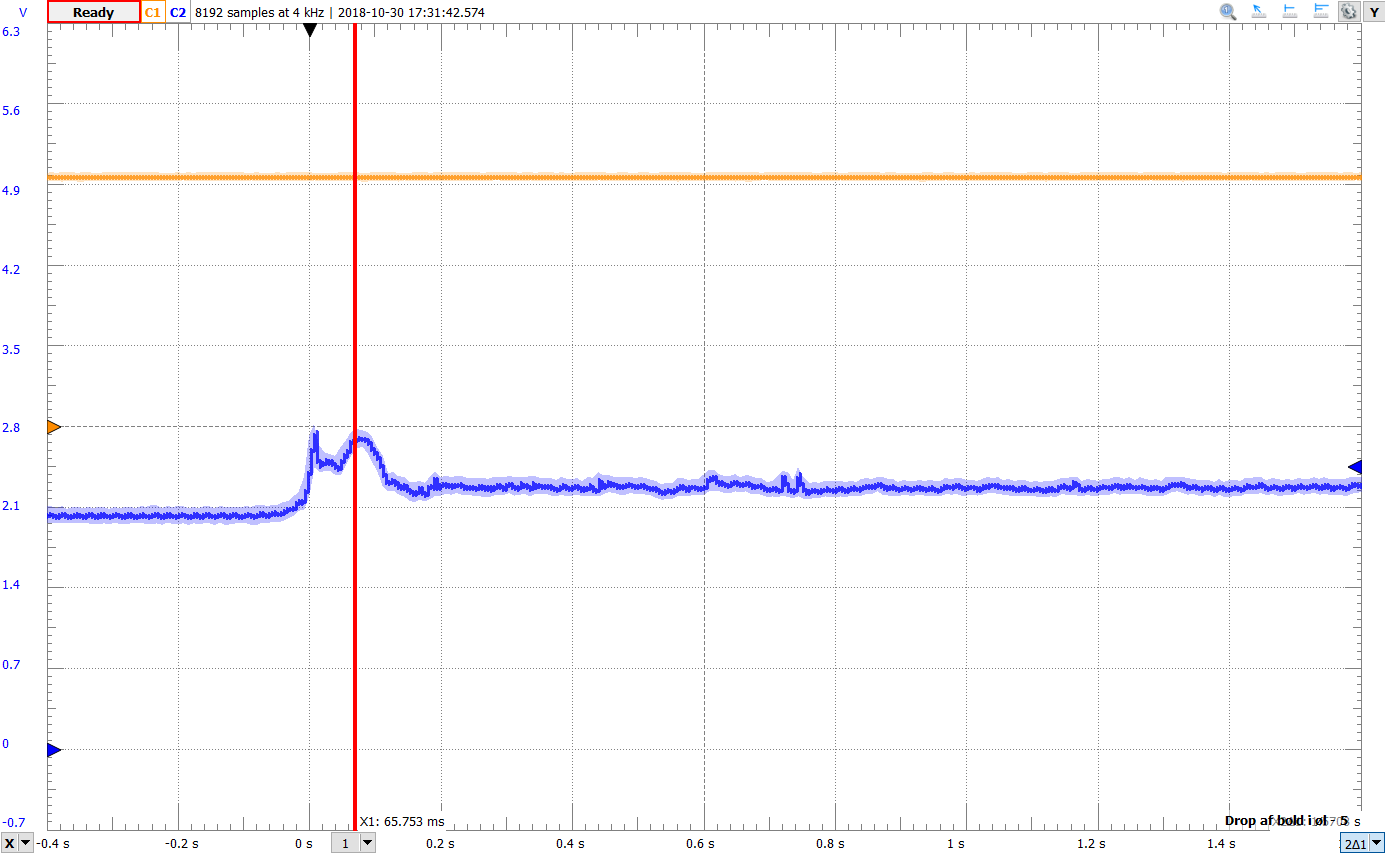 V Ready C1 C2 8192 samples at 4 kHz | 2018-10-30 17:31:42.574 Y
6.3
5.6
4.9
4.2
3.5
2.8
2.1
1.4
0.7
0
-0.7
X1: 65.753 ms
Drop af bold i øl - 5 s
X -0.4 s -0.2 s 0 s 1 0.2 s 0.4 s 0.6 s 0.8 s 1 s 1.2 s 1.4 s 2Δ1